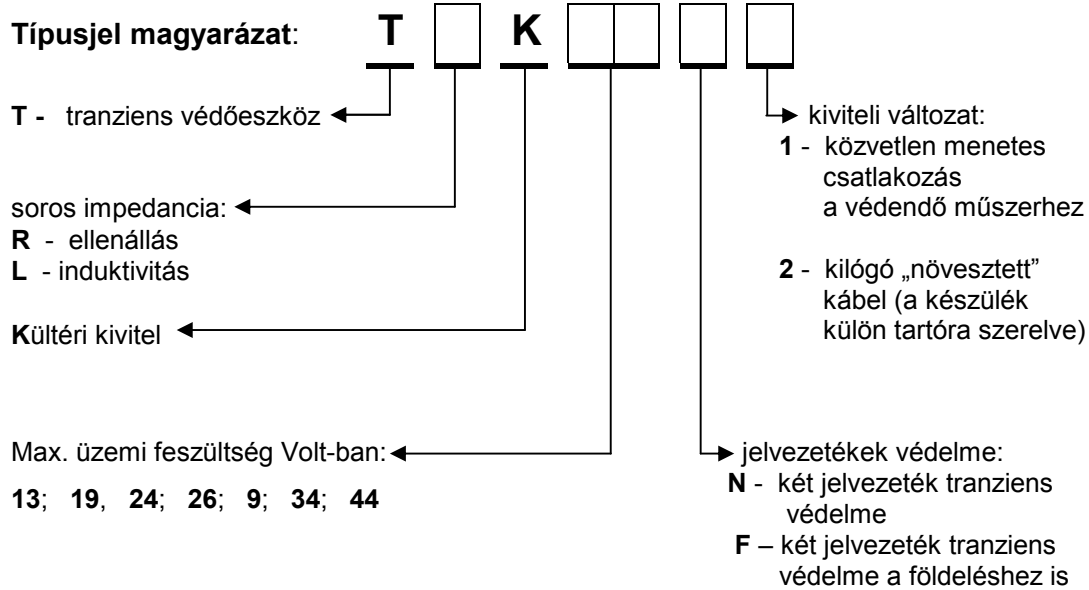 Típusjel magyarázat: T K
T - tranziens védőeszköz
soros impedancia:
R - ellenállás
L - induktivitás
Kültéri kivitel
Max. üzemi feszültség Volt-ban:
13; 19, 24; 26; 9; 34; 44
kiviteli változat:
1 - közvetlen menetes
csatlakozás
a védendő műszerhez
2 - kilógó „növesztett”
kábel (a készülék
külön tartóra szerelve)
jelvezetékek védelme:
N - két jelvezeték tranziens
védelme
F – két jelvezeték tranziens
védelme a földeléshez is